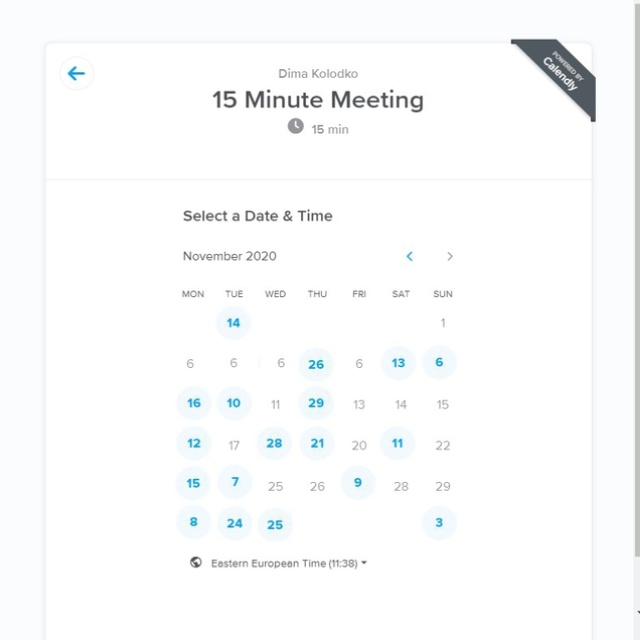 POWERED BY
Calendly
Dima Kolodko
15 Minute Meeting
15 min
Select a Date & Time
November 2020
MON TUE WED THU FRI SAT SUN
14 1
6 6 6 26 6 13 6
16 10 11 29 13 14 15
12 17 28 21 20 11 22
15 7 25 26 9 28 29
8 24 25 3
Eastern European Time (11:38)